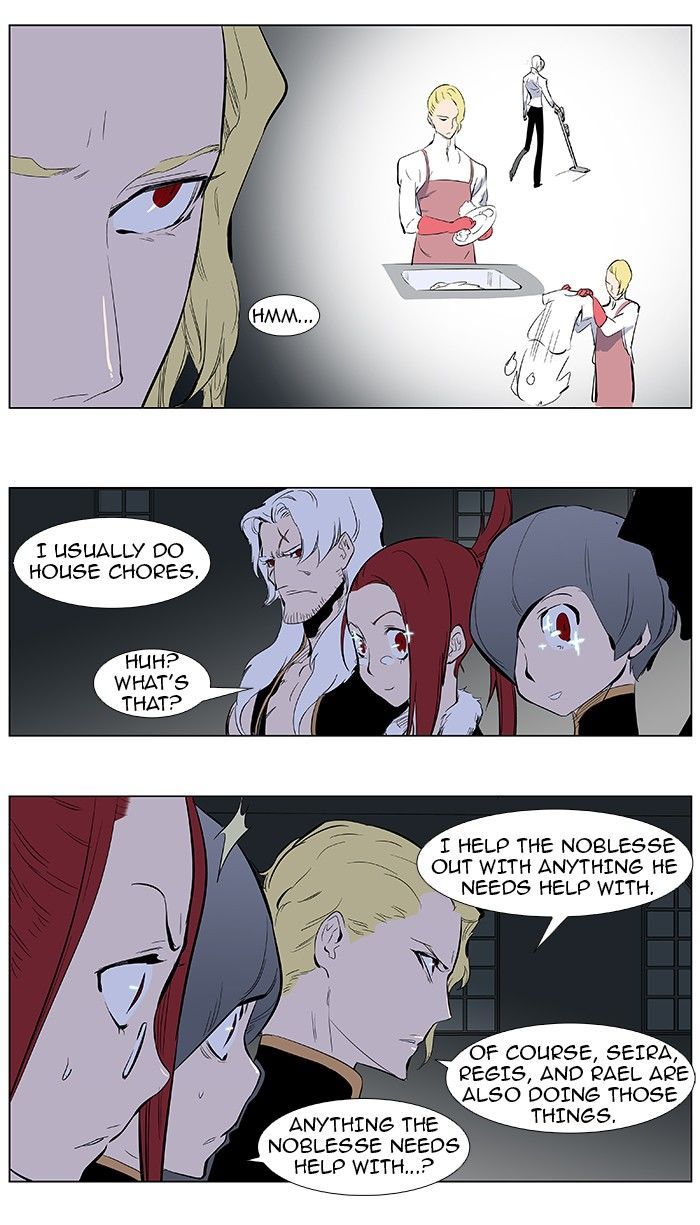 HMM...
I USUALLY DO
HOUSE CHORES.
HUH?
WHAT'S
THAT?
I HELP THE NOBLESSE
OUT WITH ANYTHING HE
NEEDS HELP WITH.
OF COURSE, SEIRA,
REGIS, AND RAEL ARE
ALSO DOING THOSE
THINGS.
ANYTHING THE
NOBLESSE NEEDS
HELP WITH...?